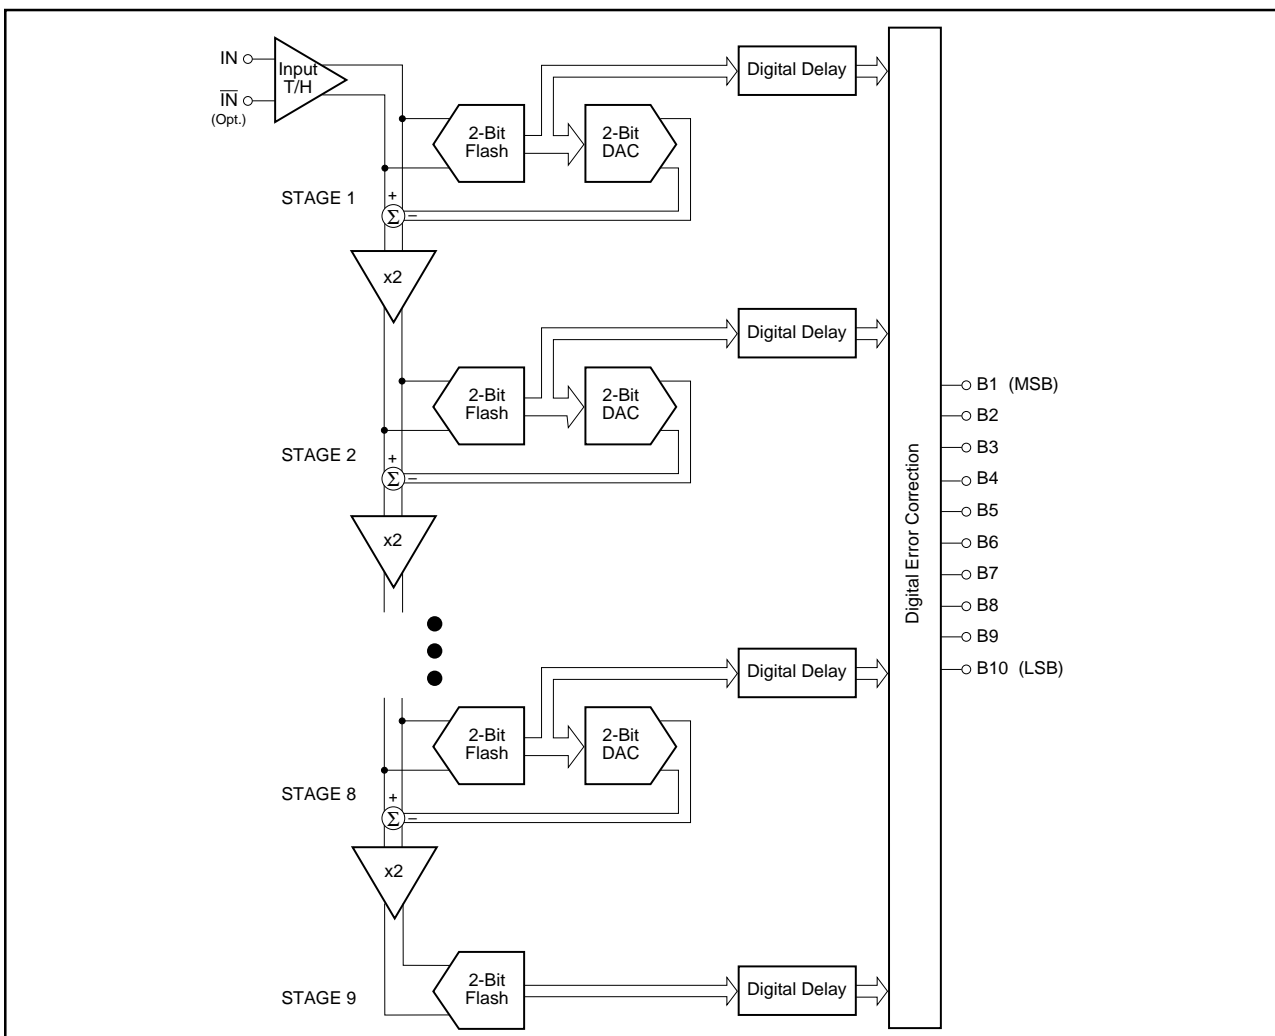 IN
Input
T/H
IN
(Opt.)
2-Bit
Flash
2-Bit
DAC
Digital Delay
STAGE 1
+
Σ
–
x2
2-Bit
Flash
2-Bit
DAC
Digital Delay
STAGE 2
+
Σ
–
x2
2-Bit
Flash
2-Bit
DAC
Digital Delay
STAGE 8
+
Σ
–
x2
2-Bit
Flash
Digital Delay
STAGE 9
Digital Error Correction
B1 (MSB)
B2
B3
B4
B5
B6
B7
B8
B9
B10 (LSB)